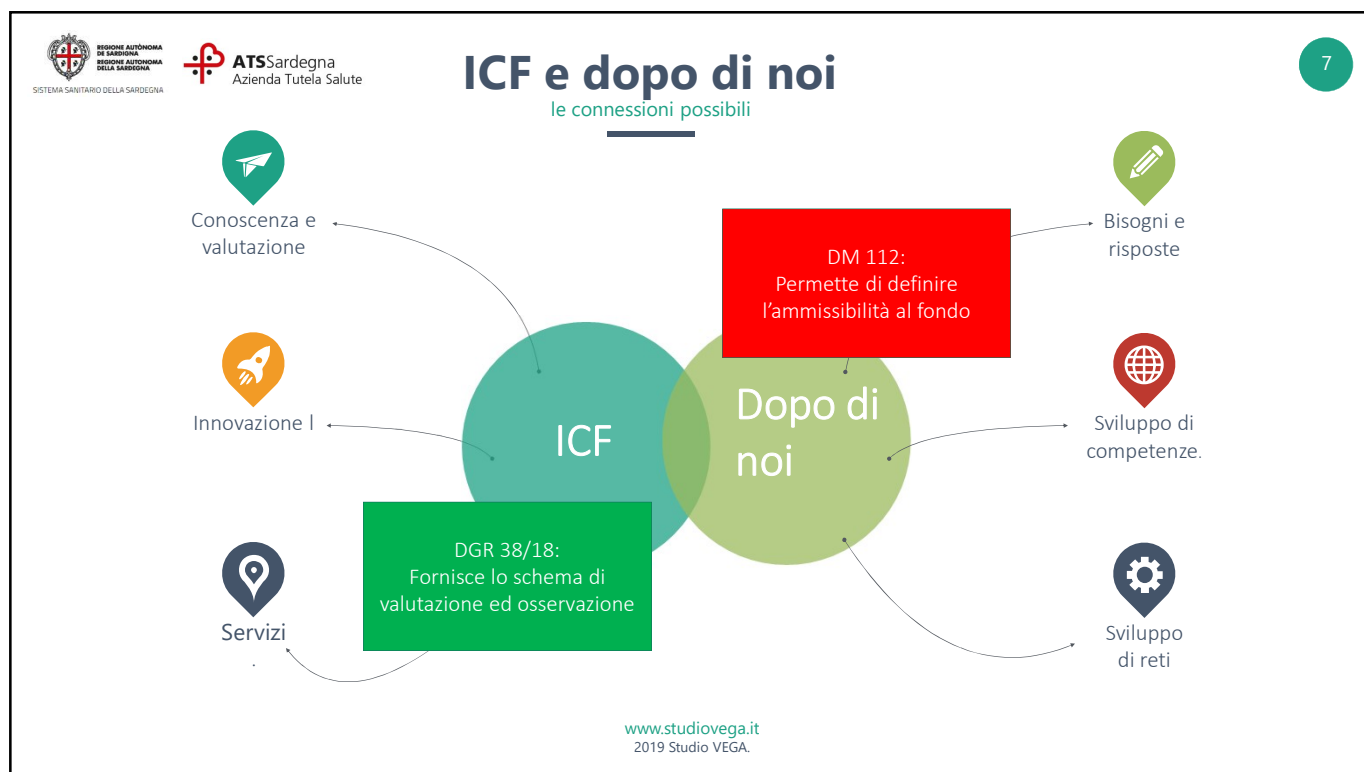 REGIONE AUTÒNOMA
DE SARDIGNA
REGIONE AUTONOMA
DELLA SARDEGNA
SISTEMA SANITARIO DELLA SARDEGNA
ATSSardegna
Azienda Tutela Salute
ICF e dopo di noi
le connessioni possibili
7
Conoscenza e
valutazione
Innovazione l
Servizi
.
ICF
DGR 38/18:
Fornisce lo schema di
valutazione ed osservazione
DM 112:
Permette di definire
l’ammissibilità al fondo
Dopo di
noi
Bisogni e
risposte
Sviluppo di
competenze.
Sviluppo
di reti
www.studiovega.it
2019 Studio VEGA.